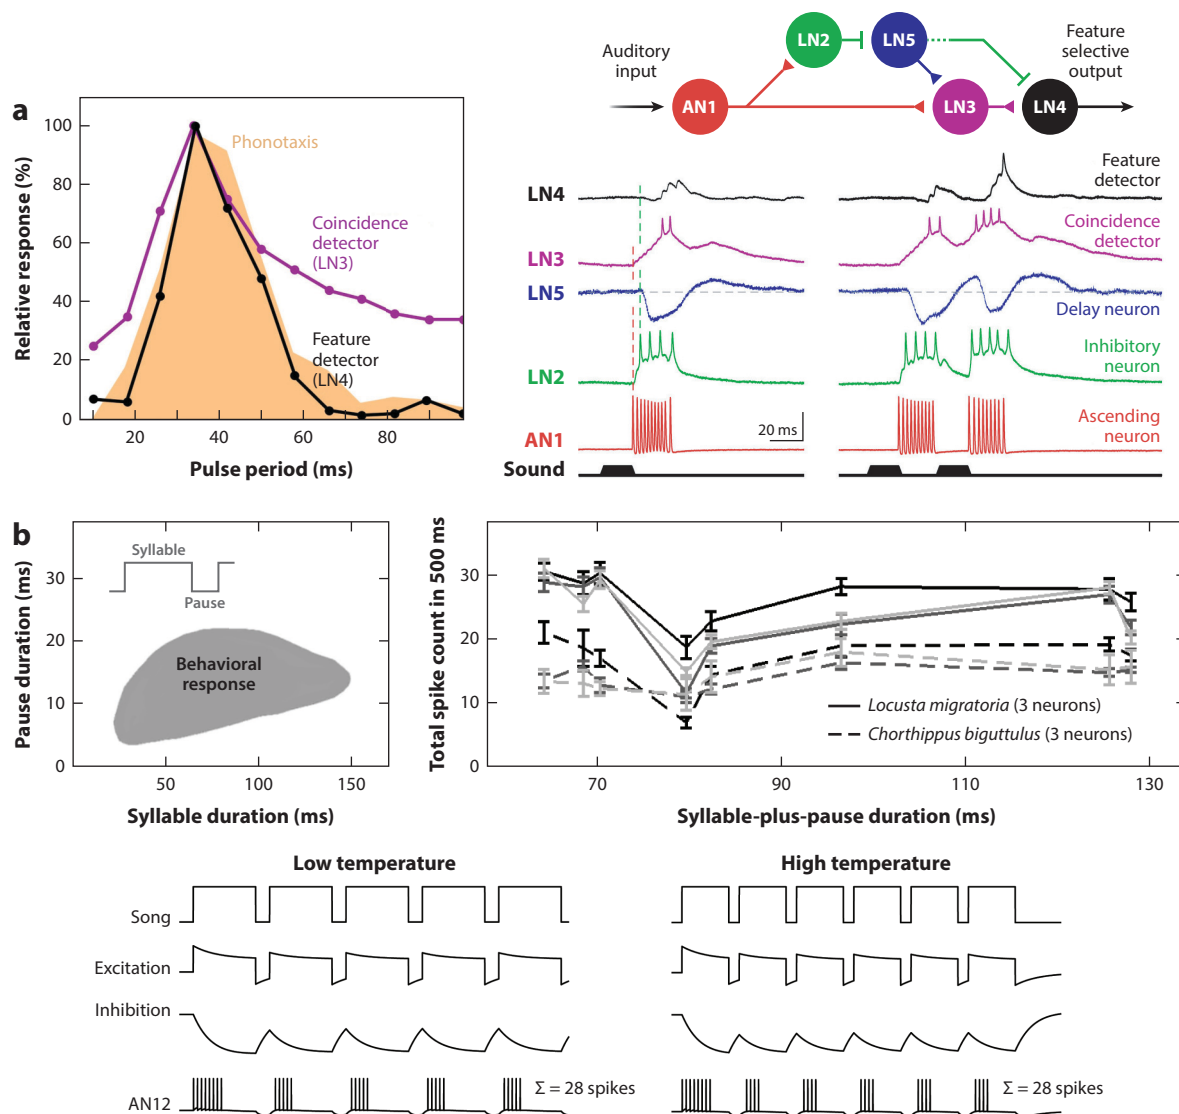 a
100
80
60
40
20
0
Relative response (%)
Phonotaxis
Coincidence
detector
(LN3)
Feature
detector
(LN4)
20
40
60
80
Pulse period (ms)
Auditory
input
AN1
LN2
LN5
LN3
LN4
Feature
selective
output
LN4
Feature
detector
LN3
Coincidence
detector
LN5
Delay neuron
LN2
Inhibitory
neuron
AN1
20 ms
Ascending
neuron
Sound
b
Pause duration (ms)
30
20
10
0
Syllable
Pause
Behavioral
response
50
100
150
Syllable duration (ms)
Total spike count in 500 ms
30
20
10
0
Locusta migratoria (3 neurons)
Chorthippus biguttulus (3 neurons)
70
90
110
130
Syllable-plus-pause duration (ms)
Low temperature
High temperature
Song
Excitation
Inhibition
AN12
Σ = 28 spikes
Σ = 28 spikes